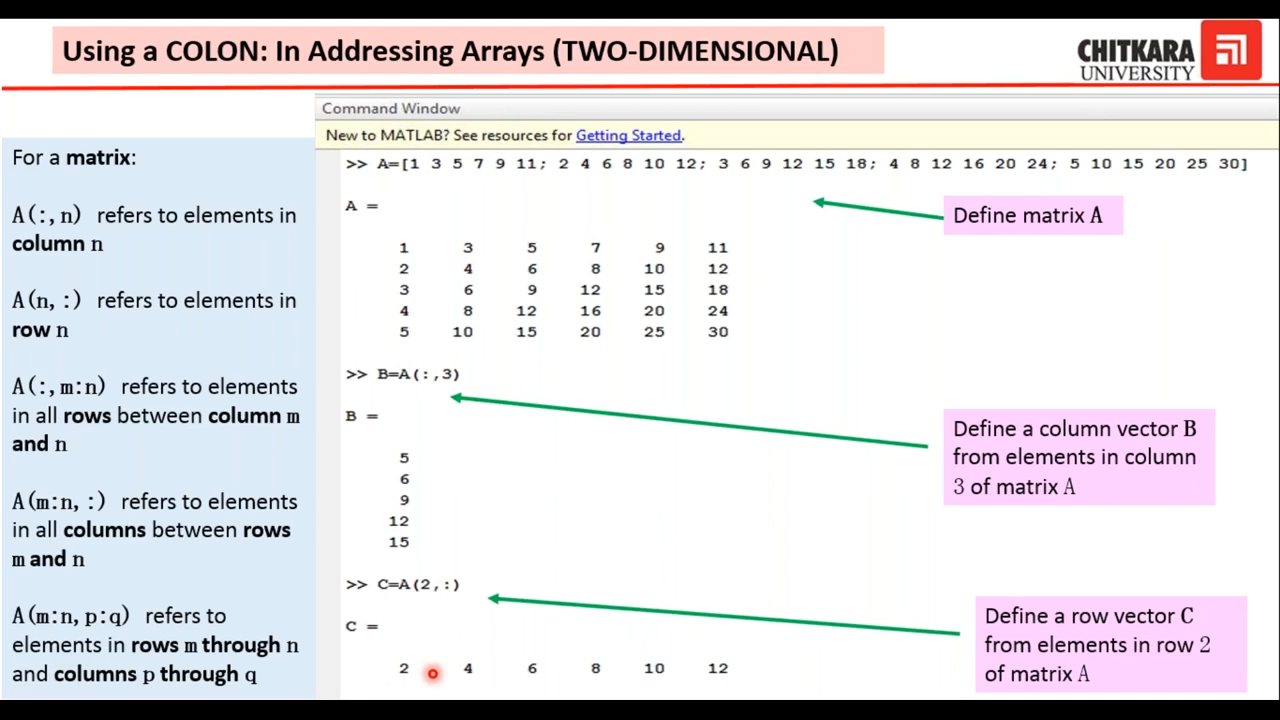 Using a COLON: In Addressing Arrays (TWO-DIMENSIONAL)
CHITKARA
UNIVERSITY
For a matrix:
A(:,n) refers to elements in
column n
A(n,:) refers to elements in
row n
A(:,m:n) refers to elements
in all rows between column m
and n
A(m:n,:) refers to elements
in all columns between rows
m and n
A(m:n,p:q) refers to
elements in rows m through n
and columns p through q
Command Window
New to MATLAB? See resources for Getting Started.
>> A=[1 3 5 7 9 11; 2 4 6 8 10 12; 3 6 9 12 15 18; 4 8 12 16 20 24; 5 10 15 20 25 30]
A =
1 3 5 7 9 11
2 4 6 8 10 12
3 6 9 12 15 18
4 8 12 16 20 24
5 10 15 20 25 30
>> B=A(:,3)
B =
5
6
9
12
15
>> C=A(2,:)
C =
2 4 6 8 10 12
Define matrix A
Define a column vector B
from elements in column
3 of matrix A
Define a row vector C
from elements in row 2
of matrix A